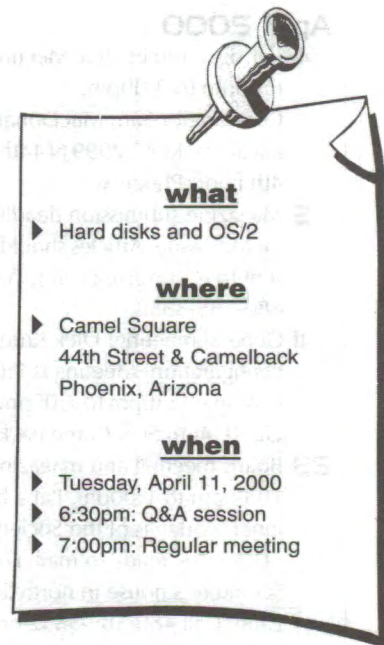 what
Hard disks and OS/2
where
Camel Square
44th Street & Camelback
Phoenix, Arizona
when
Tuesday, April 11, 2000
6:30pm: Q&A session
7:00pm: Regular meeting